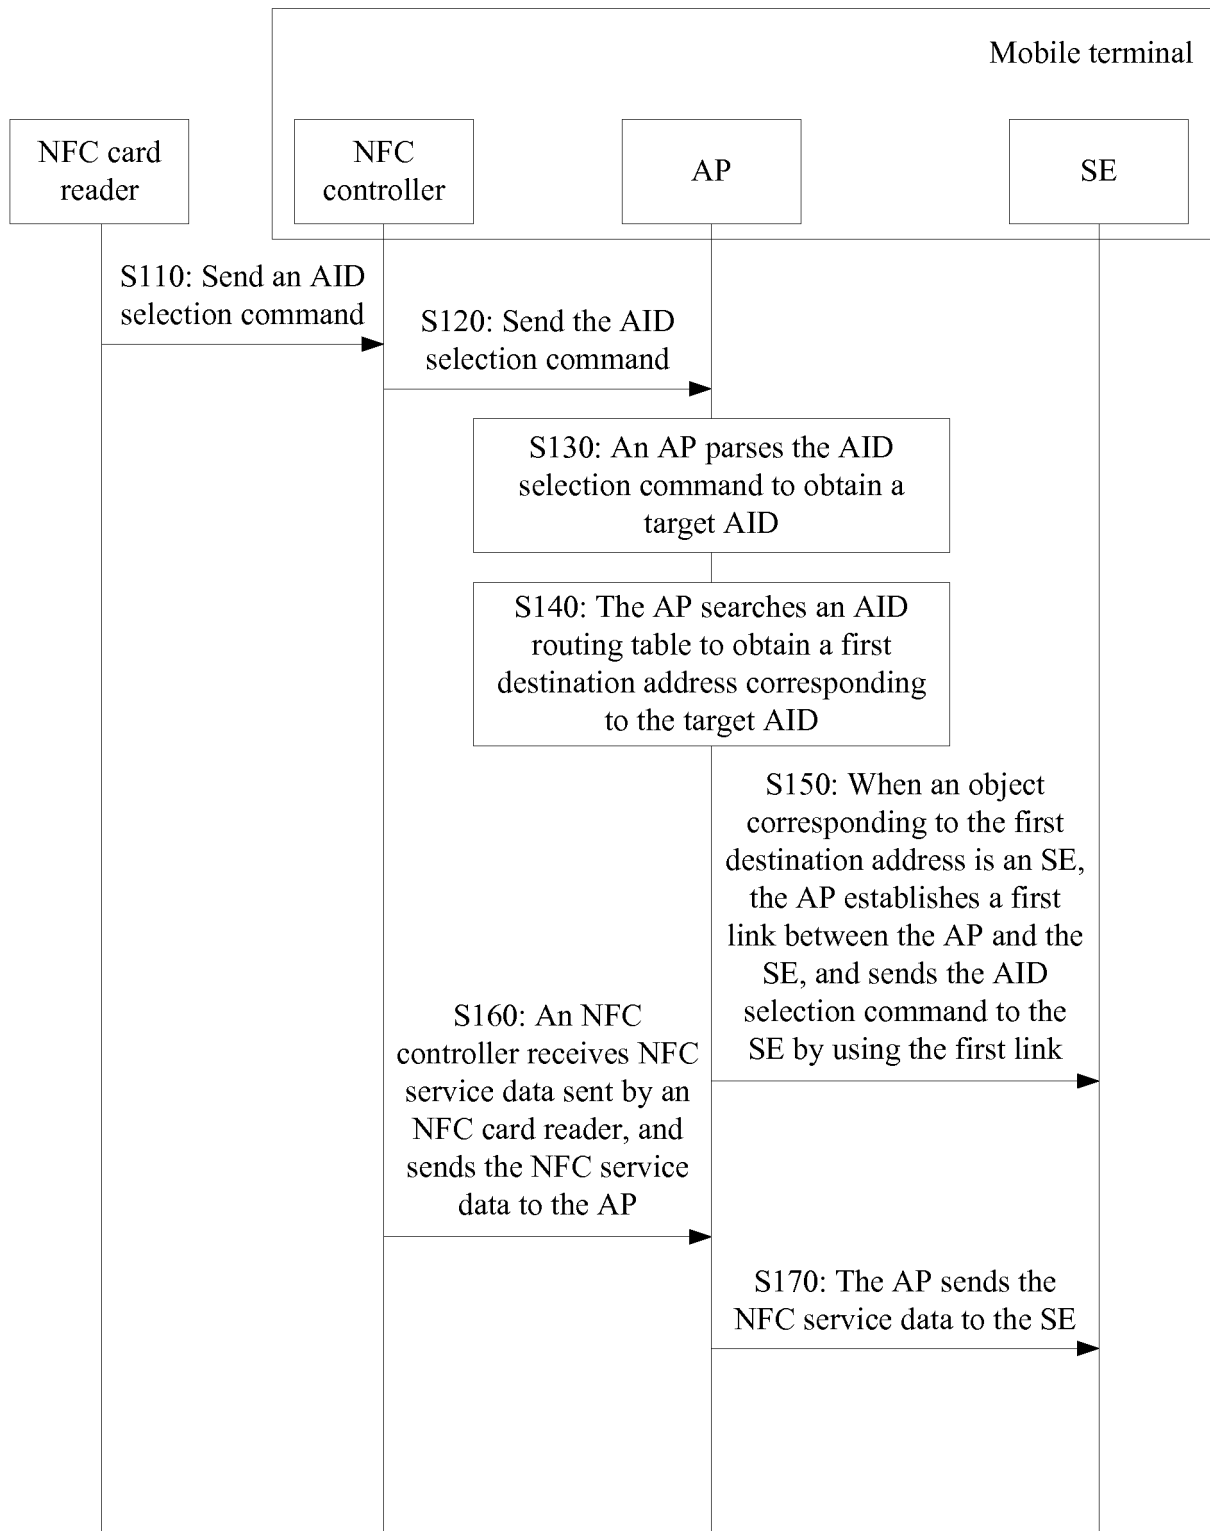 Mobile terminal
NFC card
reader
NFC
controller
AP
SE
S110: Send an AID
selection command
S120: Send the AID
selection command
S130: An AP parses the AID
selection command to obtain a
target AID
S140: The AP searches an AID
routing table to obtain a first
destination address corresponding
to the target AID
S150: When an object
corresponding to the first
destination address is an SE,
the AP establishes a first
link between the AP and the
SE, and sends the AID
selection command to the
SE by using the first link
S160: An NFC
controller receives NFC
service data sent by an
NFC card reader, and
sends the NFC service
data to the AP
S170: The AP sends the
NFC service data to the SE